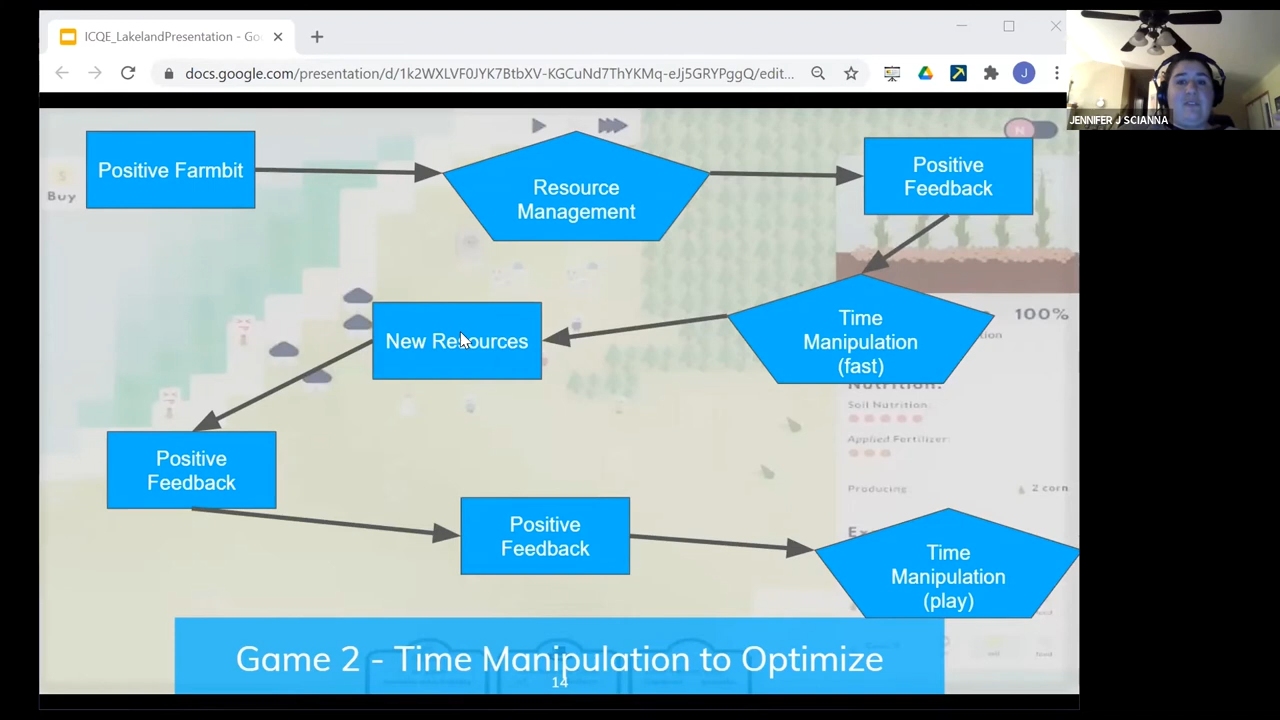 ICQE_LakelandPresentation - Go
docs.google.com/presentation/d/1k2WXLVF0JYK7BtbXV-KGCuNd7ThYKMq-eJj5GRYPggQ/edit...
J
JENNIFER J SCIANNA
Positive Farmbit
Resource
Management
Positive
Feedback
N
$
Buy
Time
Manipulation
(fast)
New Resources
100%
Nutrition:
Soil Nutrition:
Applied Fertilizer:
Positive
Feedback
Producing:
2 corn
Positive
Feedback
Time
Manipulation
(play)
Game 2 - Time Manipulation to Optimize
14